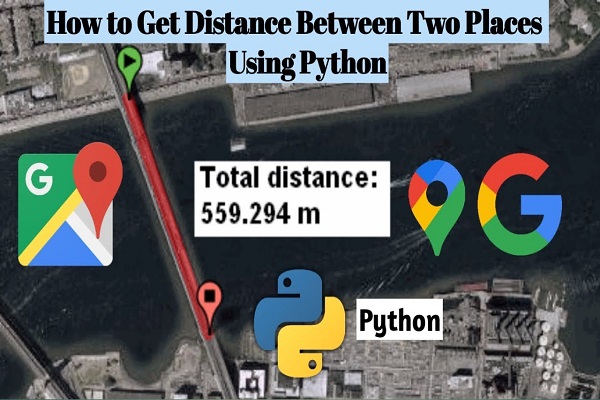 How to Get Distance Between Two Places
Using Python
G
Total distance:
559.294 m
G
Python